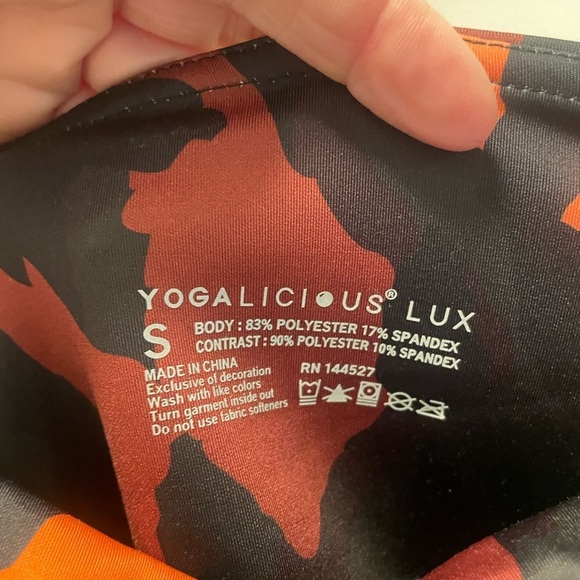 YOGALICIOUS® LUX
S
BODY : 83% POLYESTER 17% SPANDEX
CONTRAST : 90% POLYESTER 10% SPANDEX
MADE IN CHINA
Exclusive of decoration
Wash with like colors
Turn garment inside out
Do not use fabric softeners
RN 144527